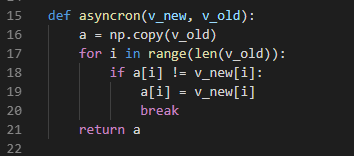 15 def asyncron(v_new, v_old):
16     a = np.copy(v_old)
17     for i in range(len(v_old)):
18         if a[i] != v_new[i]:
19             a[i] = v_new[i]
20             break
21     return a
22